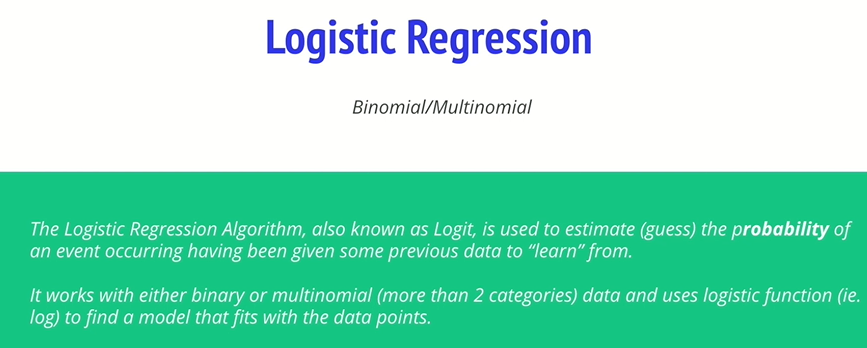 Logistic Regression
Binomial/Multinomial
The Logistic Regression Algorithm, also known as Logit, is used to estimate (guess) the probability of
an event occurring having been given some previous data to “learn” from.
It works with either binary or multinomial (more than 2 categories) data and uses logistic function (ie.
log) to find a model that fits with the data points.